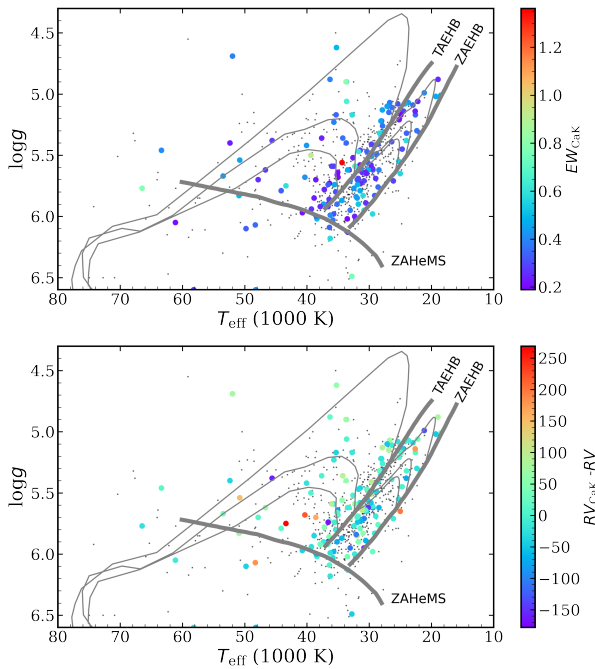 4.5
5.0
5.5
6.0
6.5
logg
80 70 60 50 40 30 20 10
T_eff (1000 K)
TAEHB
ZAEHB
ZAHeMS
1.2
1.0
0.8
0.6
0.4
0.2
EW_CaK
4.5
5.0
5.5
6.0
6.5
logg
80 70 60 50 40 30 20 10
T_eff (1000 K)
TAEHB
ZAEHB
ZAHeMS
250
200
150
100
50
0
−50
−100
−150
RV_CaK -RV